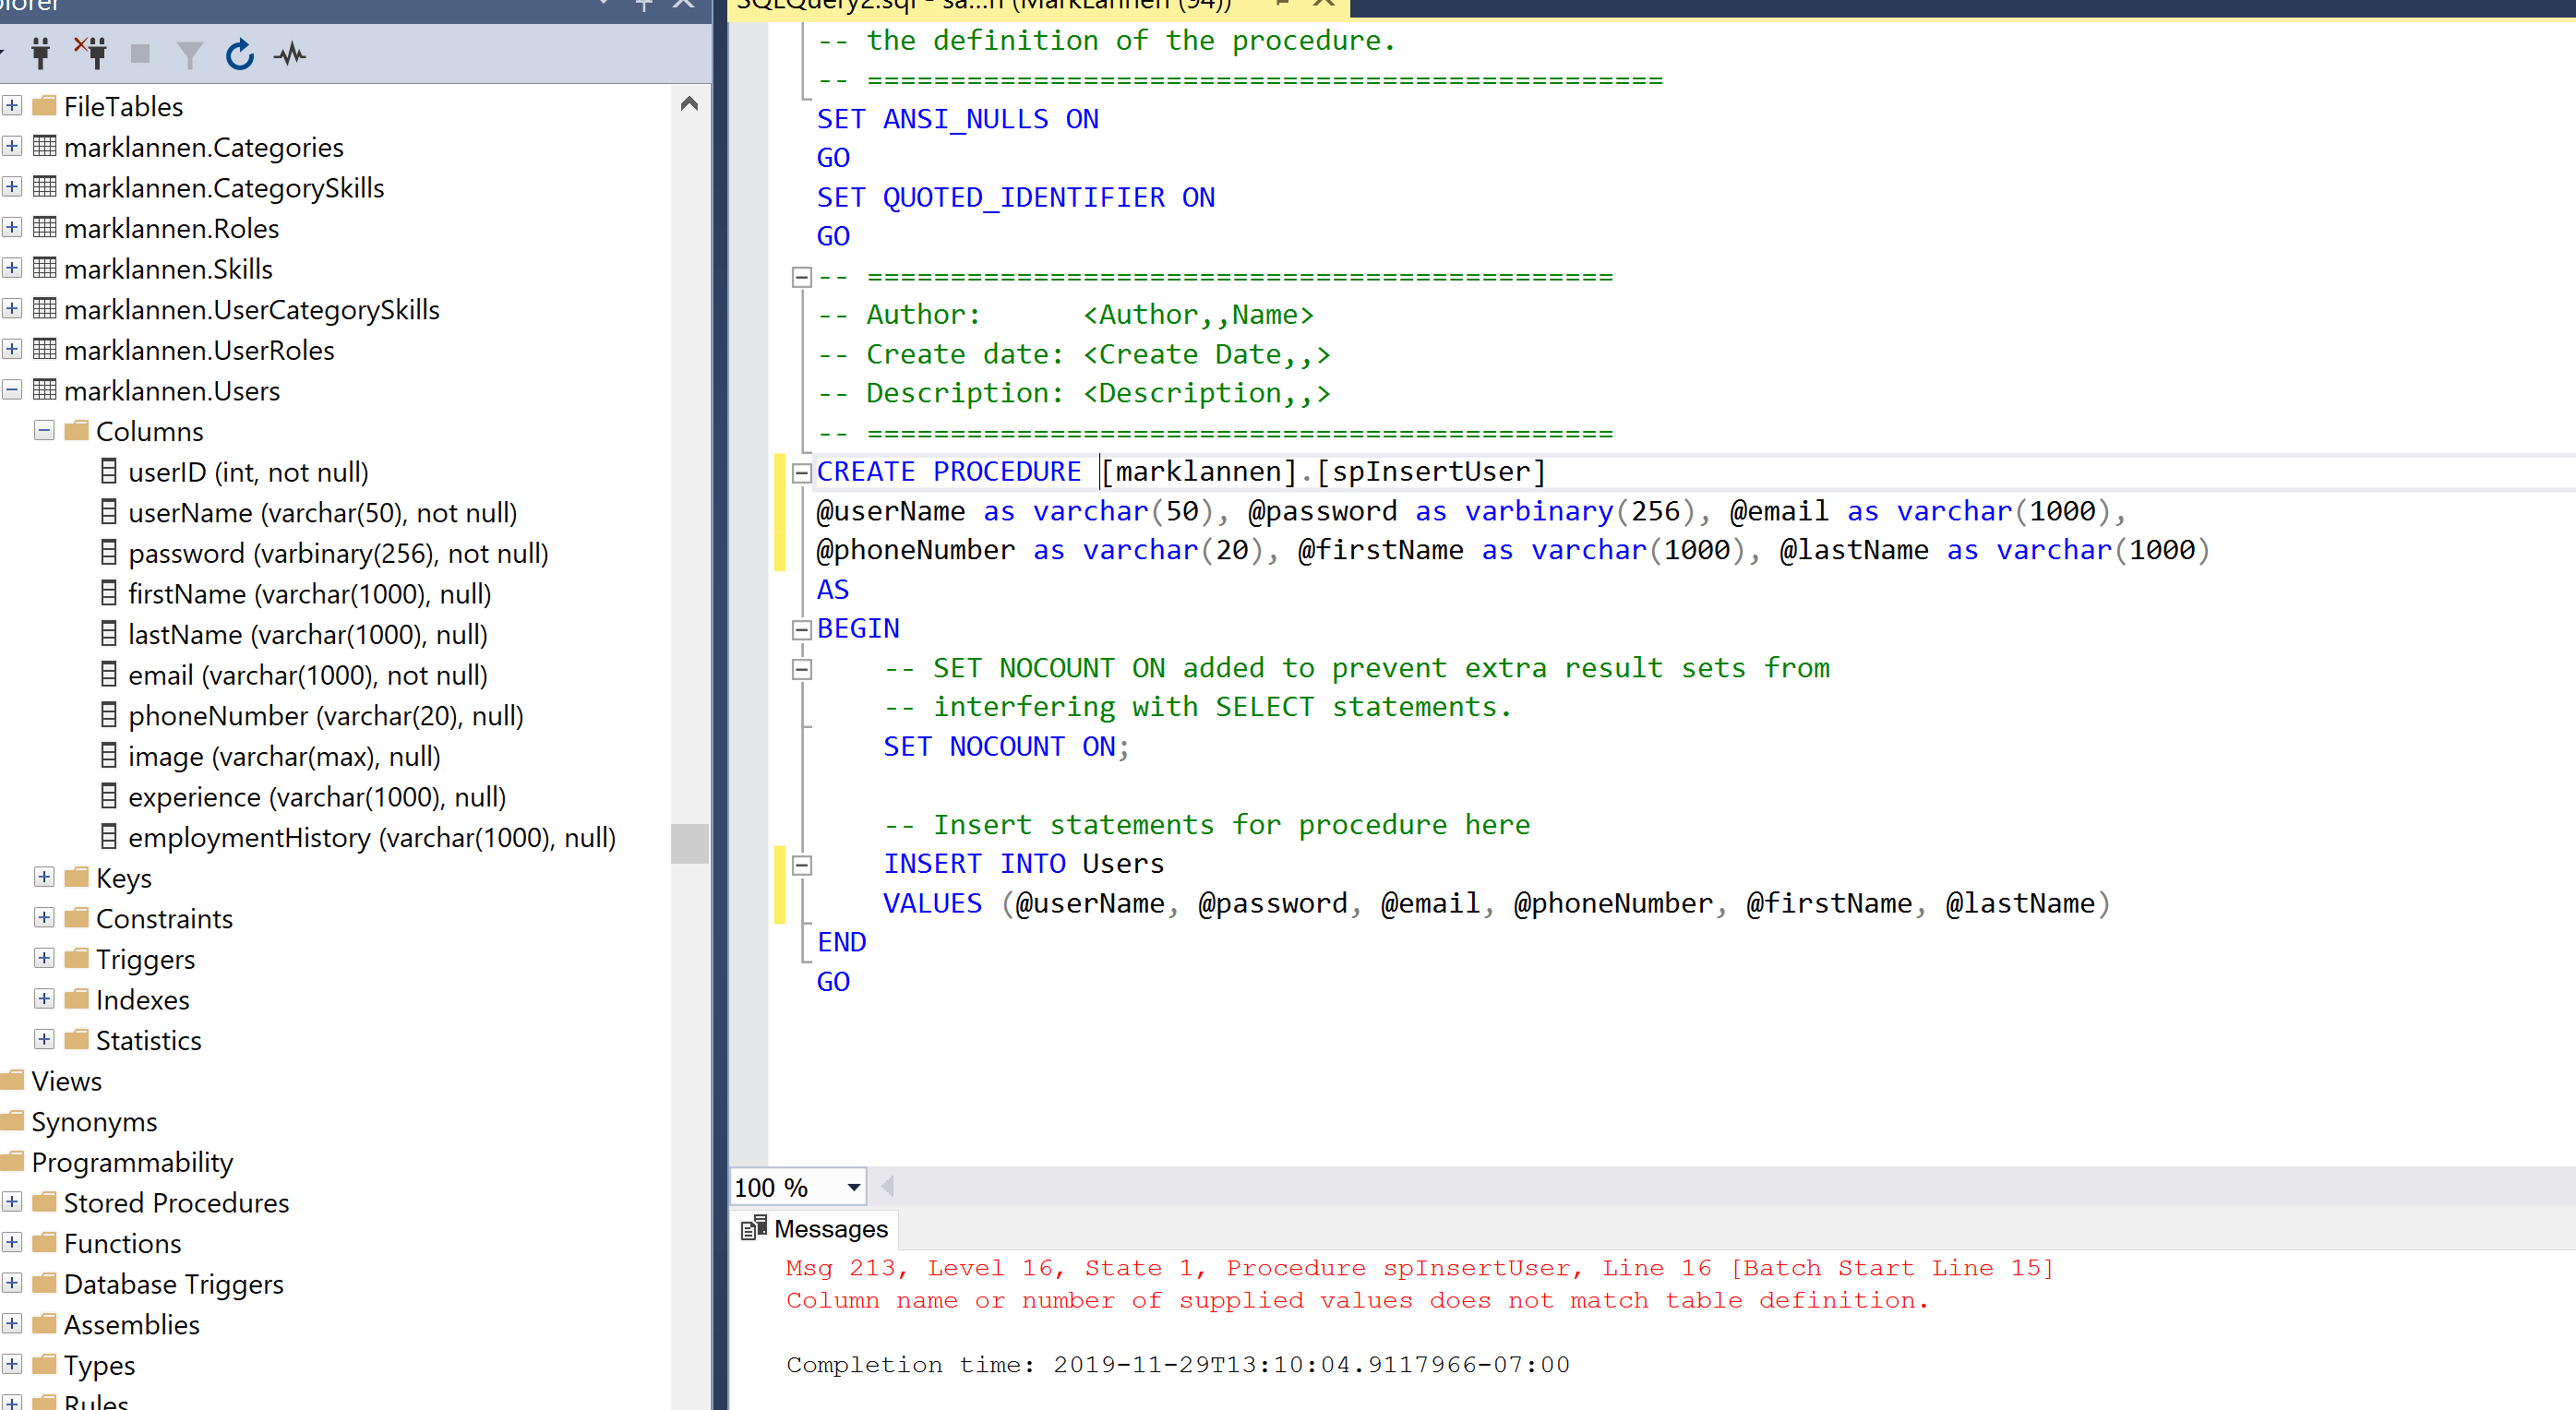 plorer
FileTables
marklannen.Categories
marklannen.CategorySkills
marklannen.Roles
marklannen.Skills
marklannen.UserCategorySkills
marklannen.UserRoles
marklannen.Users
Columns
userID (int, not null)
userName (varchar(50), not null)
password (varbinary(256), not null)
firstName (varchar(1000), null)
lastName (varchar(1000), null)
email (varchar(1000), not null)
phoneNumber (varchar(20), null)
image (varchar(max), null)
experience (varchar(1000), null)
employmentHistory (varchar(1000), null)
Keys
Constraints
Triggers
Indexes
Statistics
Views
Synonyms
Programmability
Stored Procedures
Functions
Database Triggers
Assemblies
Types
Rules
SQLQuery2.sql - sa...n (MarkLannen (94))
-- the definition of the procedure.
-- ================================================
SET ANSI_NULLS ON
GO
SET QUOTED_IDENTIFIER ON
GO
-- =============================================
-- Author: <Author,,Name>
-- Create date: <Create Date,,>
-- Description: <Description,,>
-- =============================================
CREATE PROCEDURE [marklannen].[spInsertUser]
@userName as varchar(50), @password as varbinary(256), @email as varchar(1000),
@phoneNumber as varchar(20), @firstName as varchar(1000), @lastName as varchar(1000)
AS
BEGIN
-- SET NOCOUNT ON added to prevent extra result sets from
-- interfering with SELECT statements.
SET NOCOUNT ON;
-- Insert statements for procedure here
INSERT INTO Users
VALUES (@userName, @password, @email, @phoneNumber, @firstName, @lastName)
END
GO
100 %
Messages
Msg 213, Level 16, State 1, Procedure spInsertUser, Line 16 [Batch Start Line 15]
Column name or number of supplied values does not match table definition.
Completion time: 2019-11-29T13:10:04.9117966-07:00